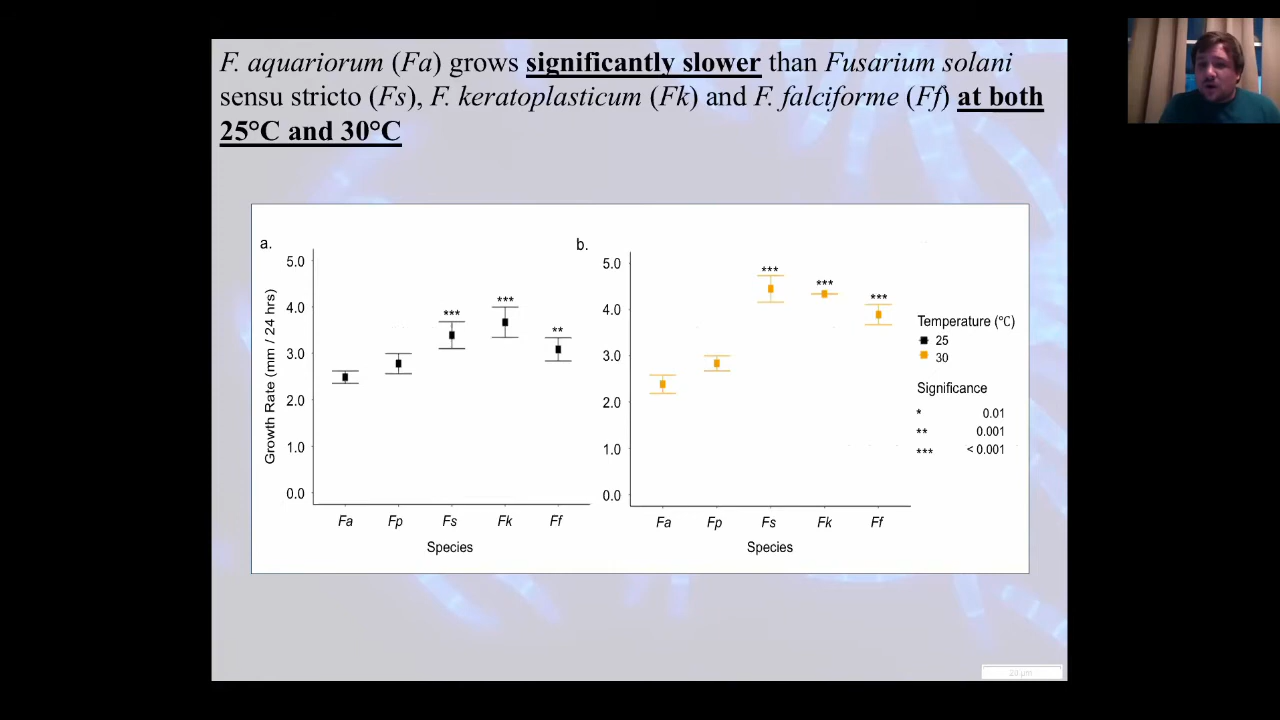 F. aquariorum (Fa) grows significantly slower than Fusarium solani
sensu stricto (Fs), F. keratoplasticum (Fk) and F. falciforme (Ff) at both
25°C and 30°C
a.
5.0
4.0
3.0
2.0
1.0
0.0
Growth Rate (mm / 24 hrs)
***
***
**
Fa Fp Fs Fk Ff
Species
b.
5.0
4.0
3.0
2.0
1.0
0.0
***
***
***
Fa Fp Fs Fk Ff
Species
Temperature (°C)
25
30
Significance
* 0.01
** 0.001
*** < 0.001
20 µm